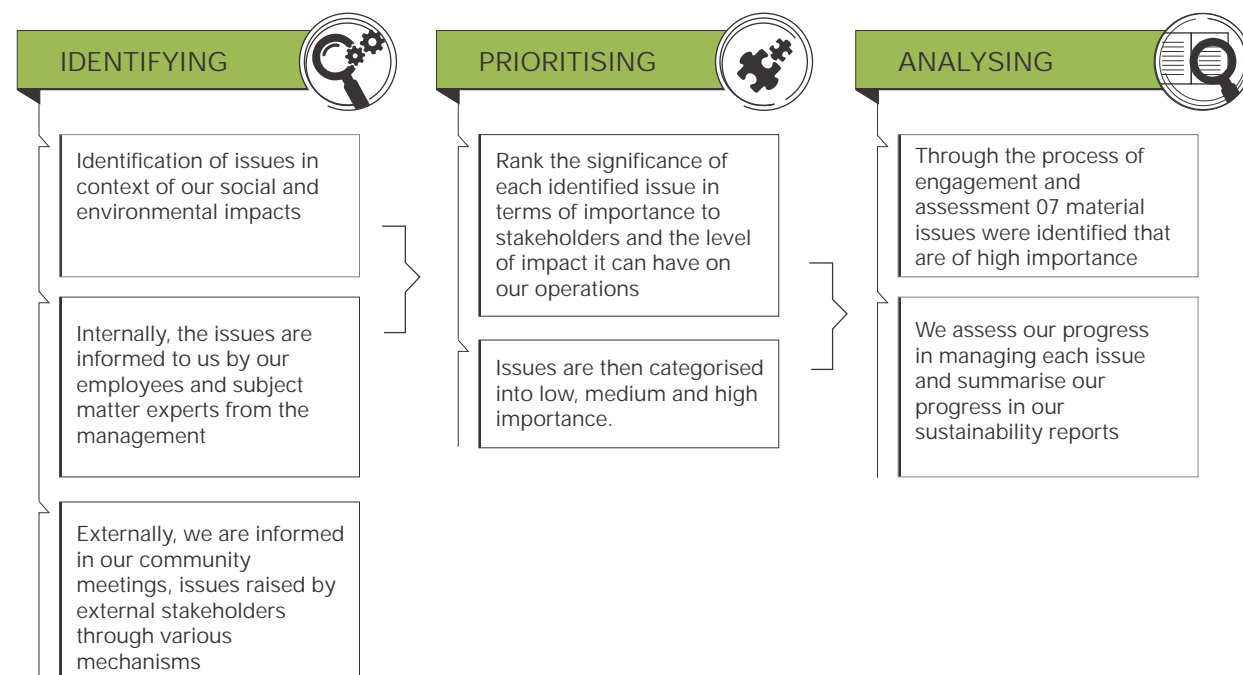 IDENTIFYING
Identification of issues in
context of our social and
environmental impacts
Internally, the issues are
informed to us by our
employees and subject
matter experts from the
management
Externally, we are informed
in our community
meetings, issues raised by
external stakeholders
through various
mechanisms
PRIORITISING
Rank the significance of
each identified issue in
terms of importance to
stakeholders and the level
of impact it can have on
our operations
Issues are then categorised
into low, medium and high
importance.
ANALYSING
Through the process of
engagement and
assessment 07 material
issues were identified that
are of high importance
We assess our progress
in managing each issue
and summarise our
progress in our
sustainability reports